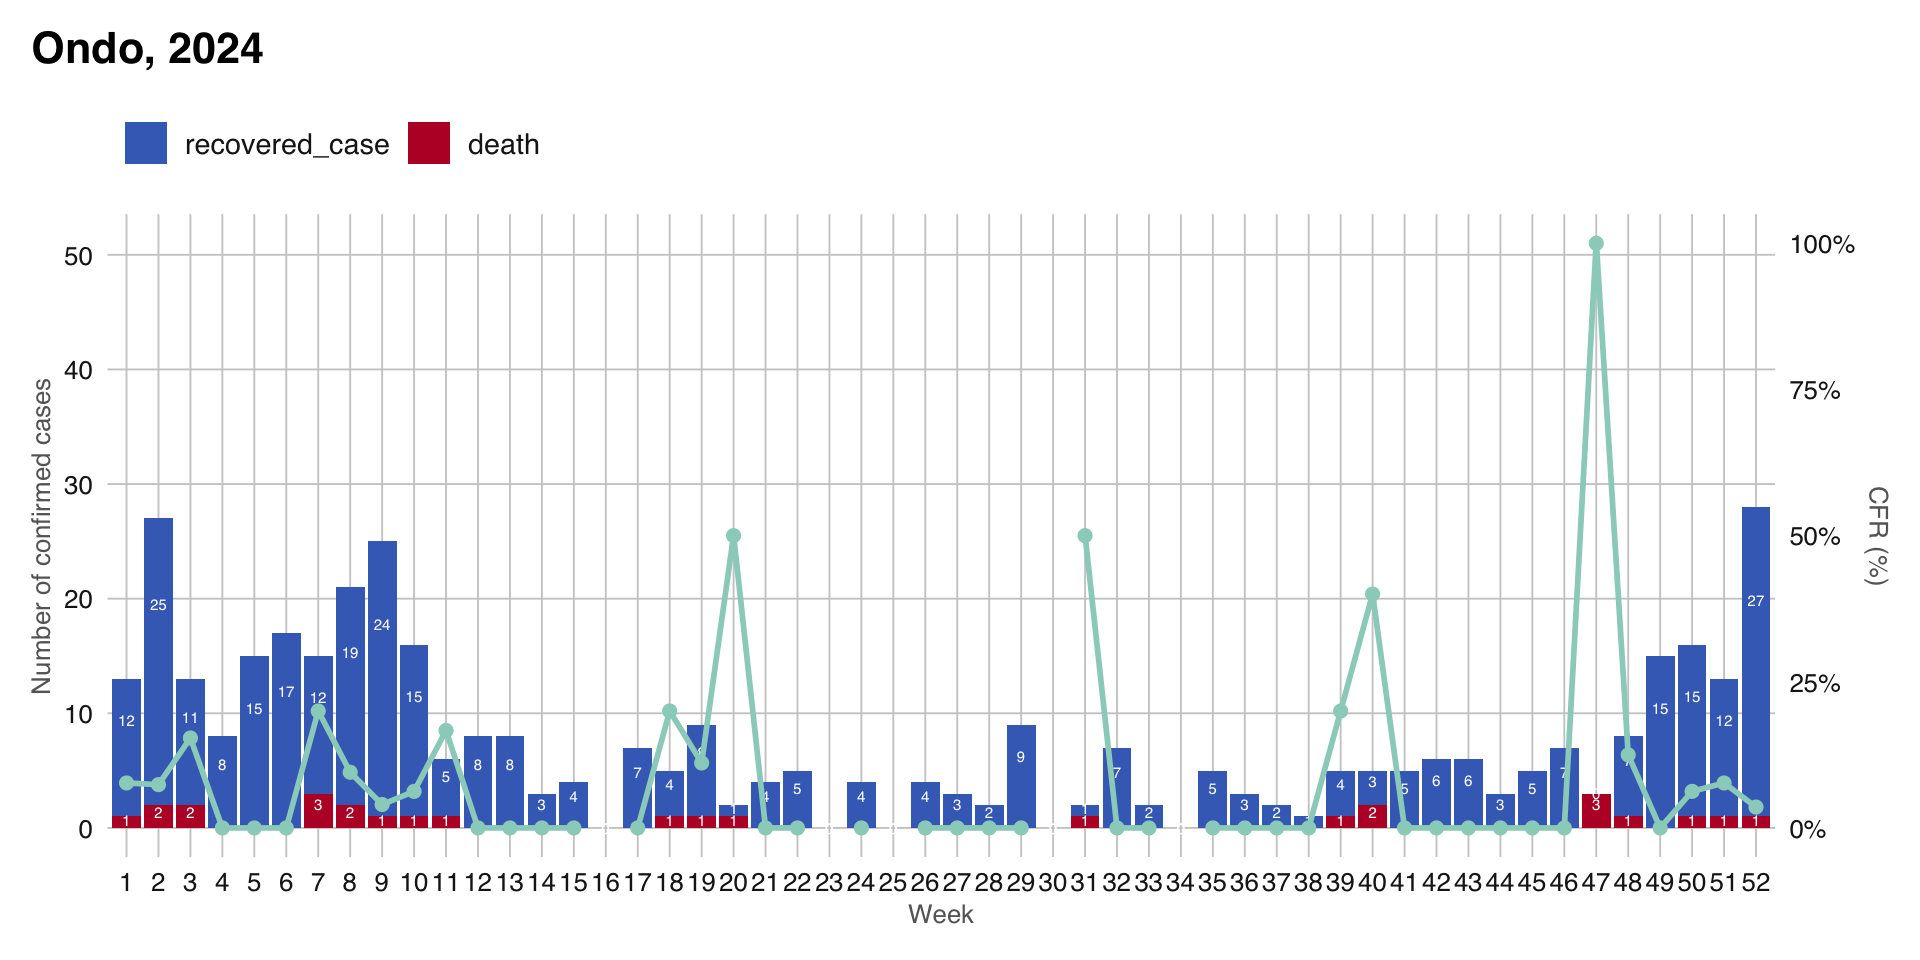 Ondo, 2024
recovered_case death
50 100%
40 75%
30 50%
20 25%
10 0%
0
Number of confirmed cases
CFR (%)
12 25 11 8 15 17 12 19 24 15 5 8 8 3 4 7 4 1 4 5 4 4 3 2 9 1 7 2 5 3 2 4 3 5 6 6 3 5 7 0 7 15 15 12 27
1 2 2 3 2 1 1 1 1 1 1 1 1 2 3 1 1 1 1
1 2 3 4 5 6 7 8 9 10 11 12 13 14 15 16 17 18 19 20 21 22 23 24 25 26 27 28 29 30 31 32 33 34 35 36 37 38 39 40 41 42 43 44 45 46 47 48 49 50 51 52
Week